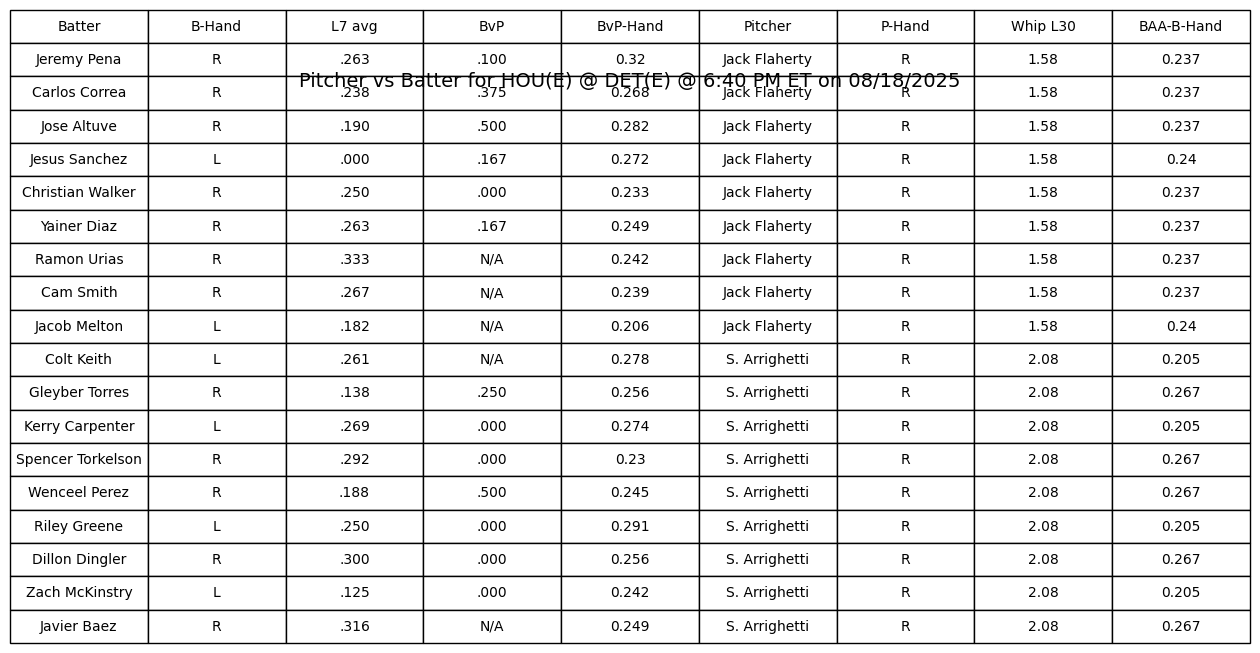 Batter B-Hand L7 avg BvP BvP-Hand Pitcher P-Hand Whip L30 BAA-B-Hand
Jeremy Pena R .263 .100 0.32 Jack Flaherty R 1.58 0.237
Pitcher vs Batter for HOU(E) @ DET(E) @ 6:40 PM ET on 08/18/2025
Carlos Correa R .238 .375 0.268 Jack Flaherty R 1.58 0.237
Jose Altuve R .190 .500 0.282 Jack Flaherty R 1.58 0.237
Jesus Sanchez L .000 .167 0.272 Jack Flaherty R 1.58 0.24
Christian Walker R .250 .000 0.233 Jack Flaherty R 1.58 0.237
Yainer Diaz R .263 .167 0.249 Jack Flaherty R 1.58 0.237
Ramon Urias R .333 N/A 0.242 Jack Flaherty R 1.58 0.237
Cam Smith R .267 N/A 0.239 Jack Flaherty R 1.58 0.237
Jacob Melton L .182 N/A 0.206 Jack Flaherty R 1.58 0.24
Colt Keith L .261 N/A 0.278 S. Arrighetti R 2.08 0.205
Gleyber Torres R .138 .250 0.256 S. Arrighetti R 2.08 0.267
Kerry Carpenter L .269 .000 0.274 S. Arrighetti R 2.08 0.205
Spencer Torkelson R .292 .000 0.23 S. Arrighetti R 2.08 0.267
Wenceel Perez R .188 .500 0.245 S. Arrighetti R 2.08 0.267
Riley Greene L .250 .000 0.291 S. Arrighetti R 2.08 0.205
Dillon Dingler R .300 .000 0.256 S. Arrighetti R 2.08 0.267
Zach McKinstry L .125 .000 0.242 S. Arrighetti R 2.08 0.205
Javier Baez R .316 N/A 0.249 S. Arrighetti R 2.08 0.267